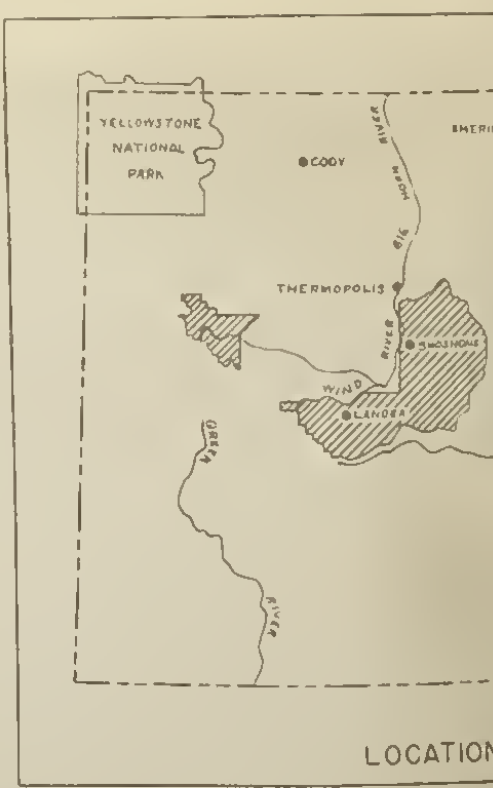 YELLOWSTONE
NATIONAL
PARK
CODY
BIG HORN RIVER
THERMOPOLIS
WIND RIVER
SHOSHONE
LANDER
GREEN RIVER
LOCATION